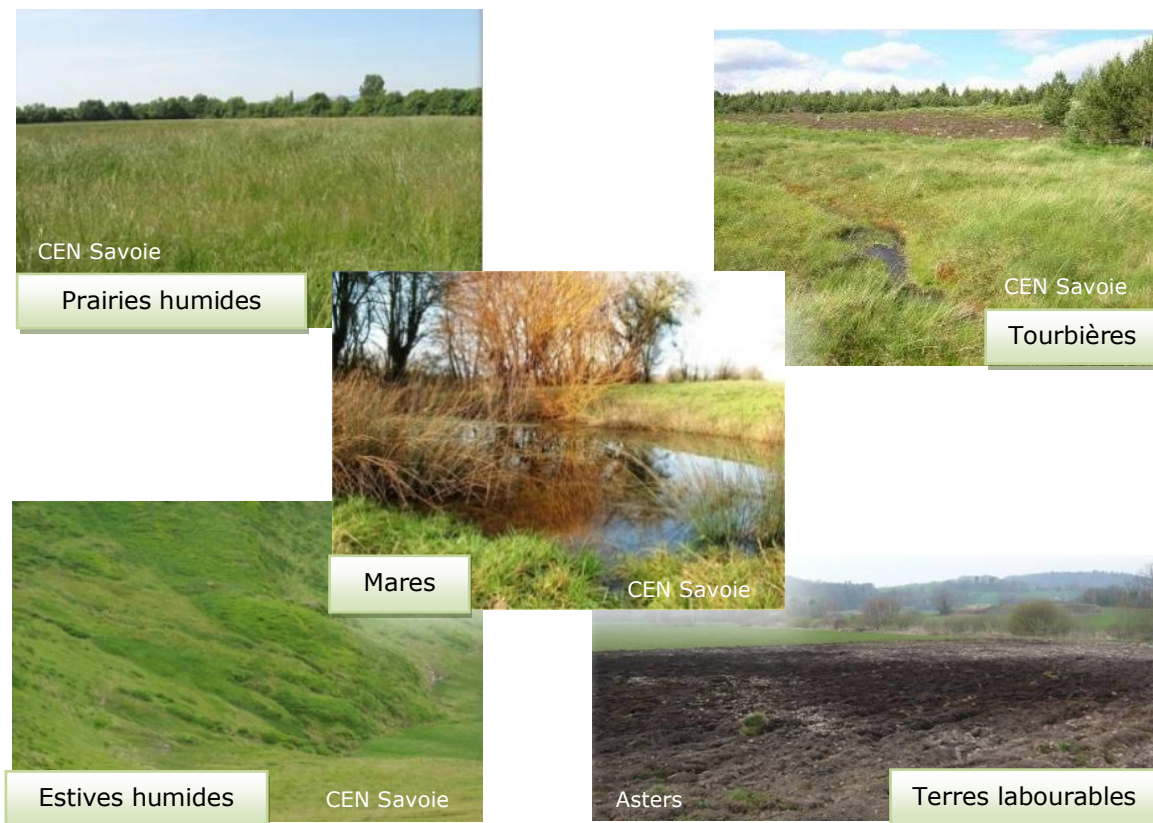 CEN Savoie
Prairies humides
CEN Savoie
Tourbières
Mares
CEN Savoie
Estives humides
CEN Savoie
Asters
Terres labourables